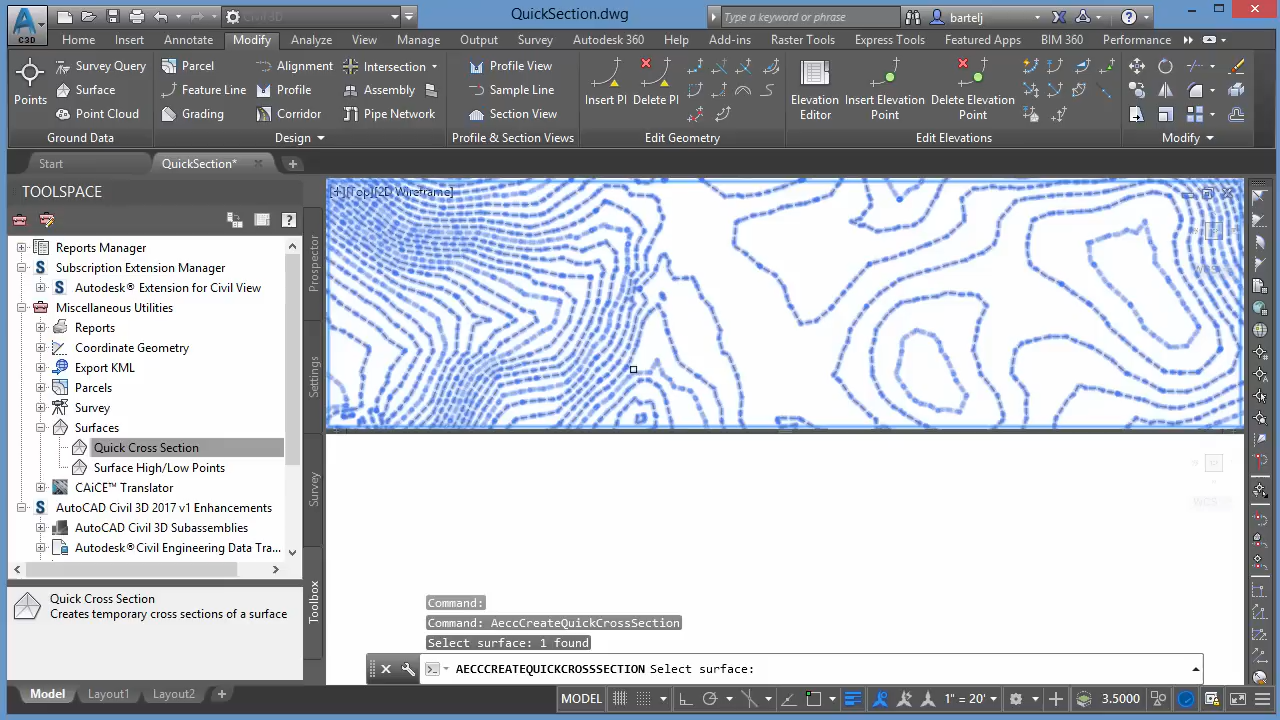 C3D
Civil 3D
QuickSection.dwg
Type a keyword or phrase
bartelj
Home Insert Annotate Modify Analyze View Manage Output Survey Autodesk 360 Help Add-ins Raster Tools Express Tools Featured Apps BIM 360 Performance
Points
Survey Query
Surface
Point Cloud
Ground Data
Parcel
Feature Line
Grading
Alignment
Profile
Corridor
Intersection
Assembly
Pipe Network
Design
Profile View
Sample Line
Section View
Profile & Section Views
Insert PI
Delete PI
Edit Geometry
Elevation Editor
Insert Elevation Point
Delete Elevation Point
Edit Elevations
Modify
Start
QuickSection*
TOOLSPACE
Reports Manager
Subscription Extension Manager
Autodesk® Extension for Civil View
Miscellaneous Utilities
Reports
Coordinate Geometry
Export KML
Parcels
Survey
Surfaces
Quick Cross Section
Surface High/Low Points
CAiCE™ Translator
AutoCAD Civil 3D 2017 v1 Enhancements
AutoCAD Civil 3D Subassemblies
Autodesk® Civil Engineering Data Tra...
Prospector
Settings
Survey
Toolbox
Quick Cross Section
Creates temporary cross sections of a surface
[-][Top][2D Wireframe]
WCS
WCS
Command:
Command: AeccCreateQuickCrossSection
Select surface: 1 found
AECCCREATEQUICKCROSSSECTION Select surface:
Model Layout1 Layout2
MODEL
1" = 20'
3.5000